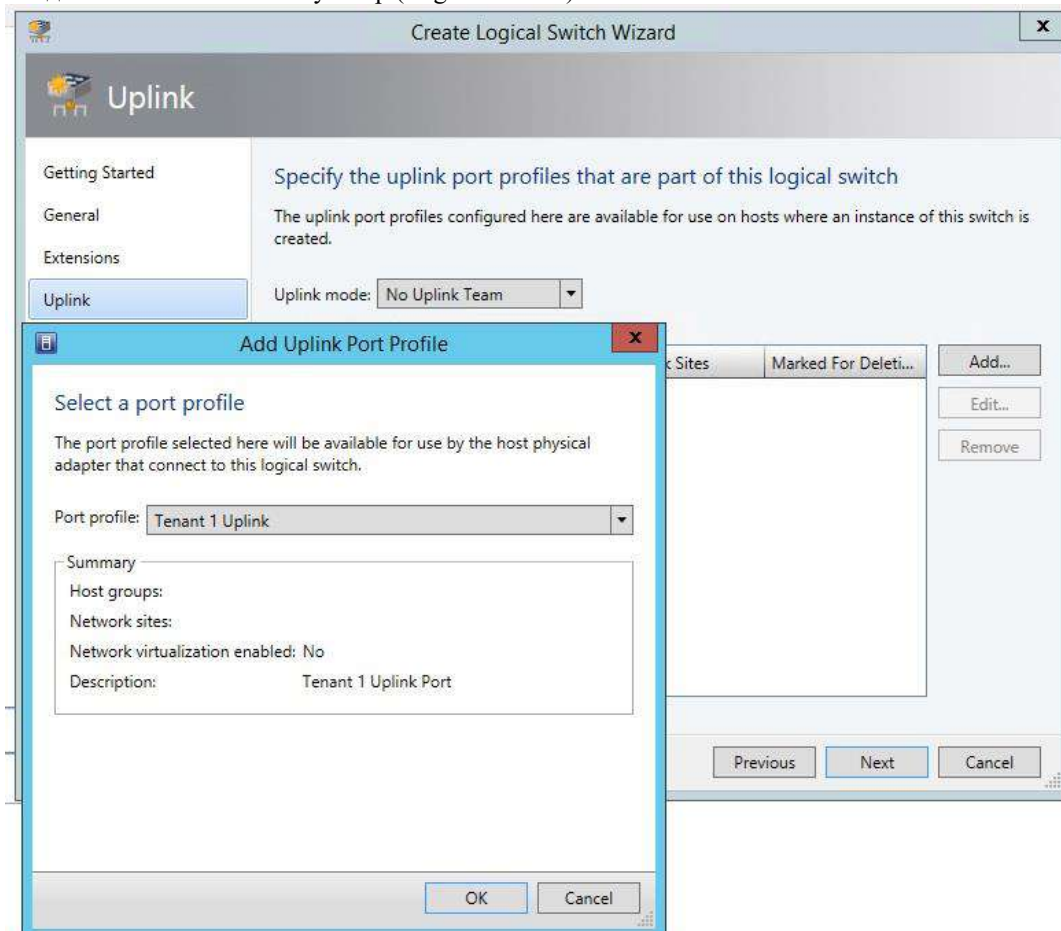 Create Logical Switch Wizard
x
Uplink
Getting Started
General
Extensions
Uplink
Specify the uplink port profiles that are part of this logical switch
The uplink port profiles configured here are available for use on hosts where an instance of this switch is
created.
Uplink mode: No Uplink Team
Sites
Marked For Deleti...
Add...
Edit...
Remove
Add Uplink Port Profile
x
Select a port profile
The port profile selected here will be available for use by the host physical
adapter that connect to this logical switch.
Port profile: Tenant 1 Uplink
Summary
Host groups:
Network sites:
Network virtualization enabled: No
Description: Tenant 1 Uplink Port
OK
Cancel
Previous
Next
Cancel